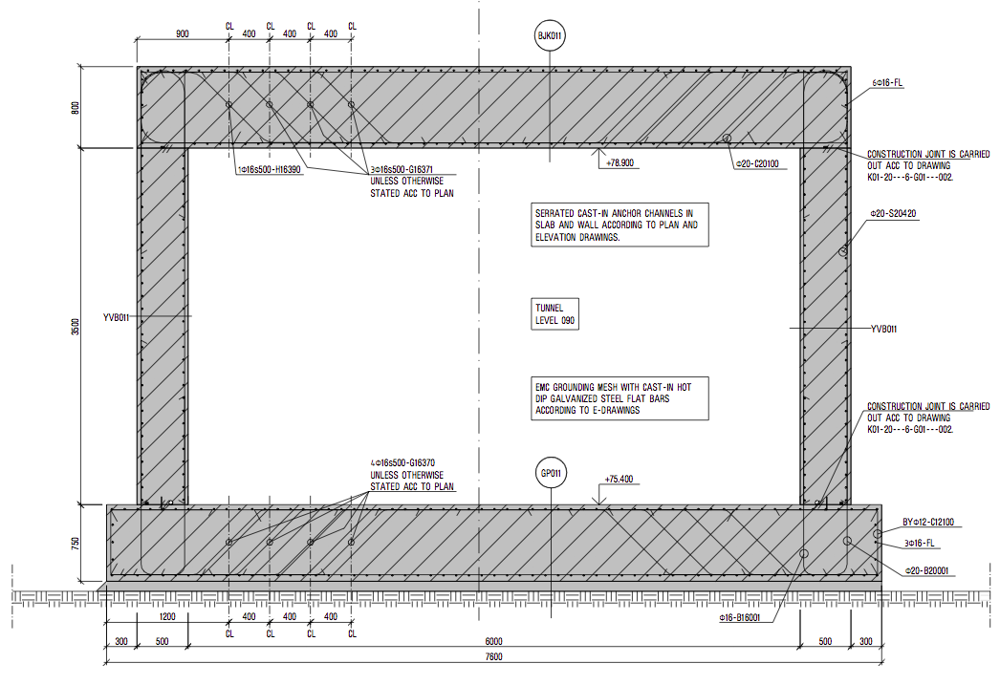 CL CL CL CL
900 400 400 400
BJK011
6Φ16-FL
800
1Φ16s500-H16390
3Φ16s500-G16371
UNLESS OTHERWISE
STATED ACC TO PLAN
+78.900
Φ20-C20100
CONSTRUCTION JOINT IS CARRIED
OUT ACC TO DRAWING
K01-20---6-G01---002.
SERRATED CAST-IN ANCHOR CHANNELS IN
SLAB AND WALL ACCORDING TO PLAN AND
ELEVATION DRAWINGS.
Φ20-S20420
TUNNEL
LEVEL 090
YVB011
YVB011
3500
EMC GROUNDING MESH WITH CAST-IN HOT
DIP GALVANIZED STEEL FLAT BARS
ACCORDING TO E-DRAWINGS
CONSTRUCTION JOINT IS CARRIED
OUT ACC TO DRAWING
K01-20---6-G01---002.
4Φ16s500-G16370
UNLESS OTHERWISE
STATED ACC TO PLAN
GP011
+75.400
750
BYΦ12-C12100
3Φ16-FL
Φ20-B20001
Φ16-B16001
1200 400 400 400
CL CL CL CL
300 500 6000 500 300
7600